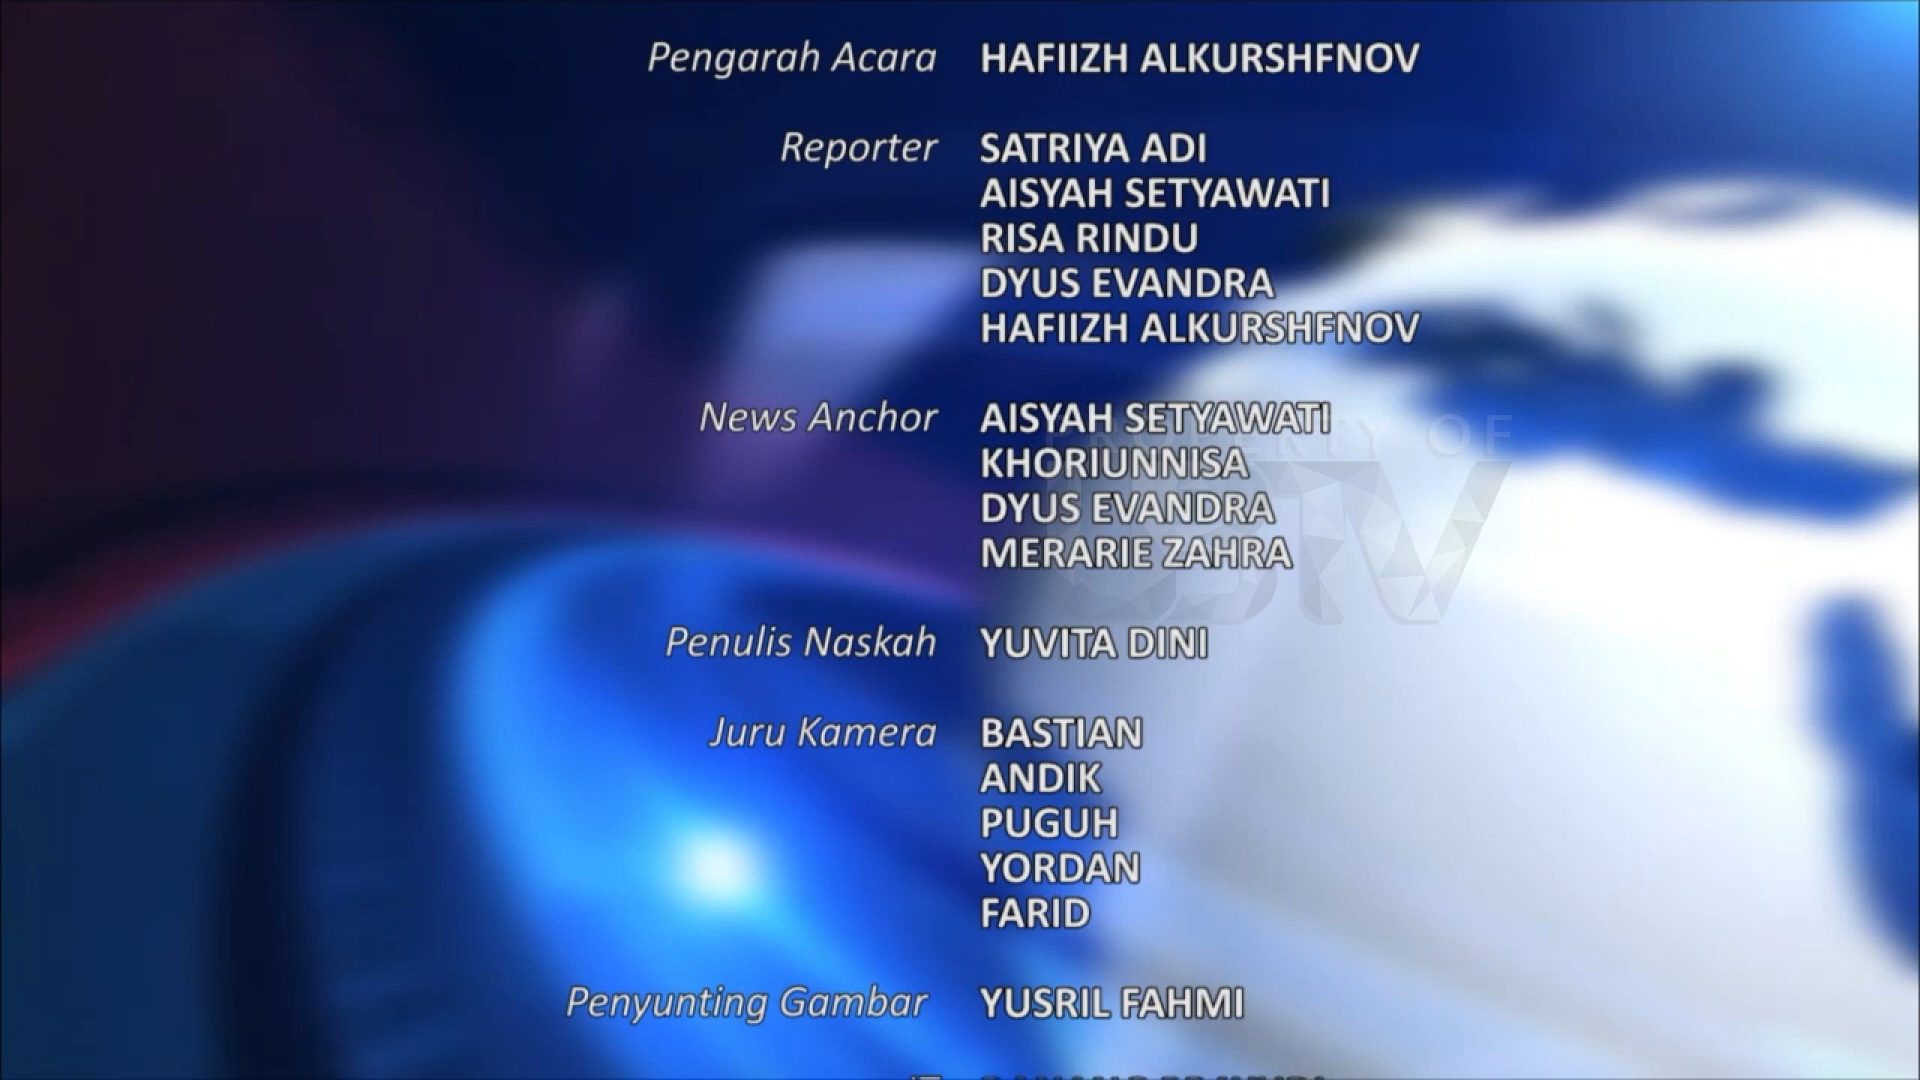 Pengarah Acara HAFIIZH ALKURSHFNOV
Reporter SATRIYA ADI
AISYAH SETYAWATI
RISA RINDU
DYUS EVANDRA
HAFIIZH ALKURSHFNOV
News Anchor AISYAH SETYAWATI
KHORIUNNISA
DYUS EVANDRA
MERARIE ZAHRA
PROPERTY OF
Penulis Naskah YUVITA DINI
Juru Kamera BASTIAN
ANDIK
PUGUH
YORDAN
FARID
Penyunting Gambar YUSRIL FAHMI